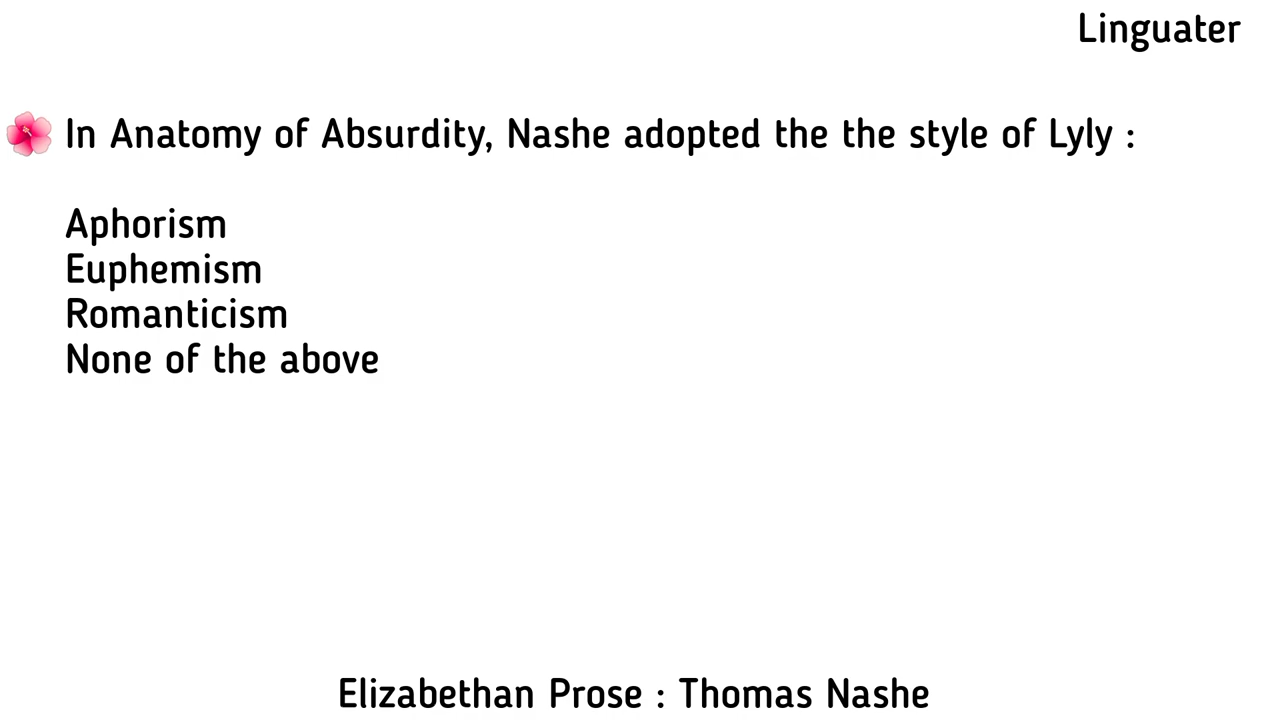 Linguater
In Anatomy of Absurdity, Nashe adopted the the style of Lyly :
Aphorism
Euphemism
Romanticism
None of the above
Elizabethan Prose : Thomas Nashe